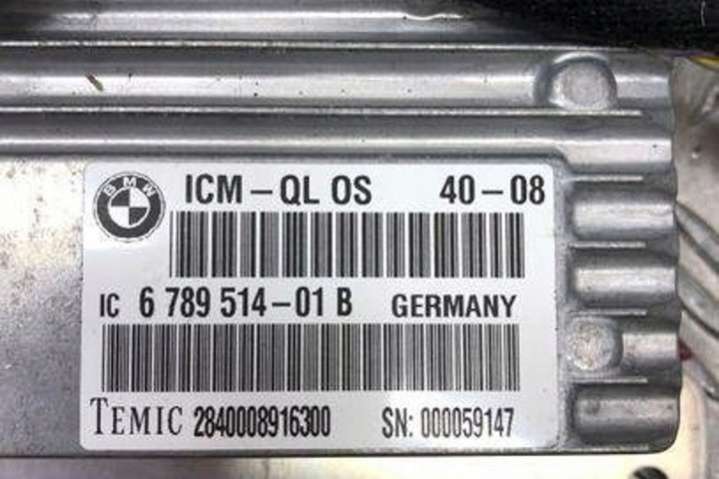 BMW
ICM-QL OS 40-08
IC 6 789 514-01 B GERMANY
TEMIC 2840008916300 SN: 000059147